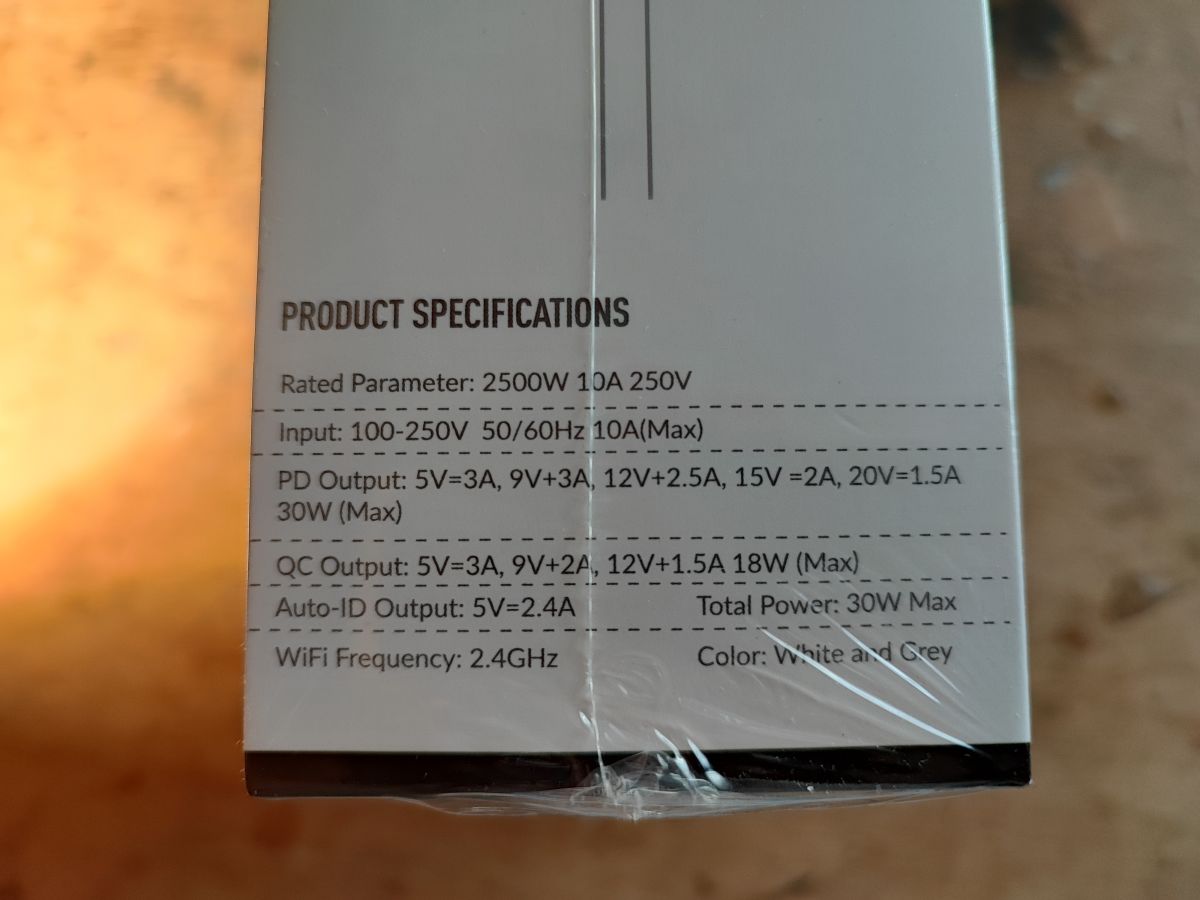 PRODUCT SPECIFICATIONS
Rated Parameter: 2500W 10A 250V
Input: 100-250V 50/60Hz 10A(Max)
PD Output: 5V=3A, 9V+3A, 12V+2.5A, 15V =2A, 20V=1.5A
30W (Max)
QC Output: 5V=3A, 9V+2A, 12V+1.5A 18W (Max)
Auto-ID Output: 5V=2.4A Total Power: 30W Max
WiFi Frequency: 2.4GHz Color: White and Grey